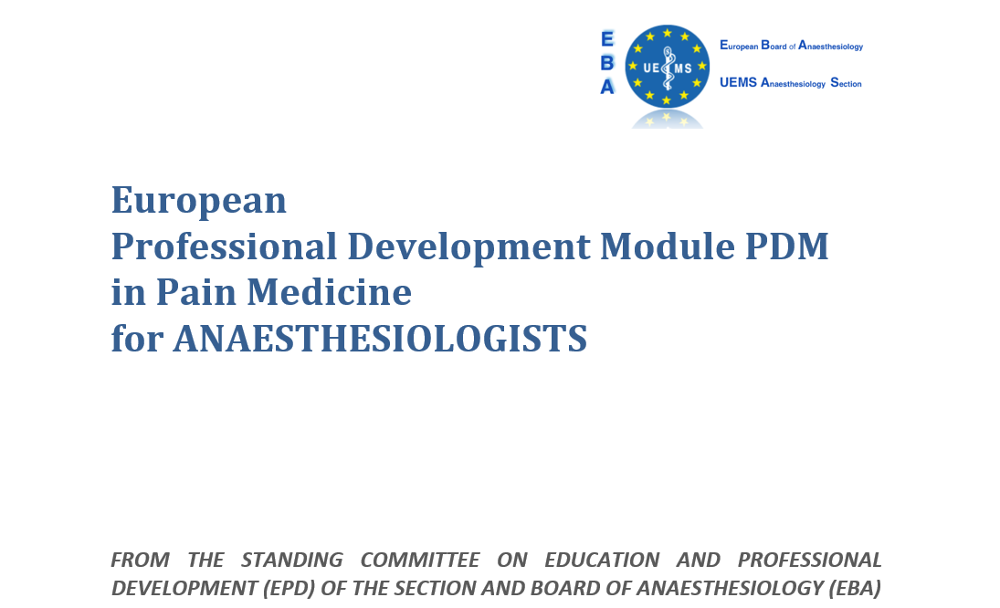 E
B
A
UEMS
European Board of Anaesthesiology
UEMS Anaesthesiology Section
European
Professional Development Module PDM
in Pain Medicine
for ANAESTHESIOLOGISTS
FROM THE STANDING COMMITTEE ON EDUCATION AND PROFESSIONAL
DEVELOPMENT (EPD) OF THE SECTION AND BOARD OF ANAESTHESIOLOGY (EBA)